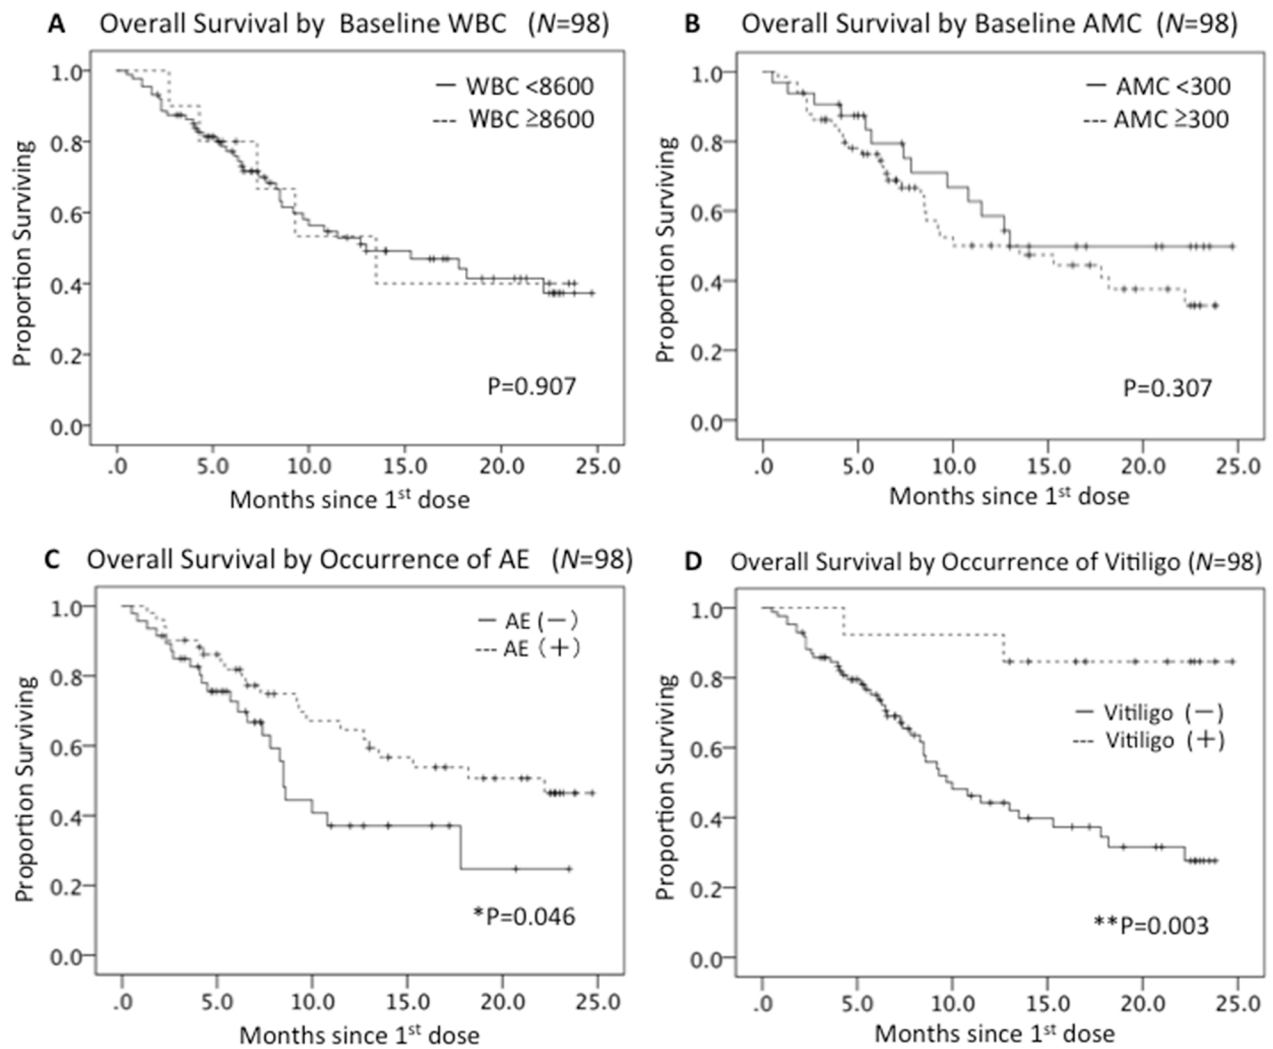 A Overall Survival by Baseline WBC (N=98)
WBC <8600
WBC ≥8600
P=0.907
Proportion Surviving
1.0
0.8
0.6
0.4
0.2
0.0
.0 5.0 10.0 15.0 20.0 25.0
Months since 1st dose
B Overall Survival by Baseline AMC (N=98)
AMC <300
AMC ≥300
P=0.307
Proportion Surviving
1.0
0.8
0.6
0.4
0.2
0.0
.0 5.0 10.0 15.0 20.0 25.0
Months since 1st dose
C Overall Survival by Occurrence of AE (N=98)
AE (−)
AE (+)
*P=0.046
Proportion Surviving
1.0
0.8
0.6
0.4
0.2
0.0
.0 5.0 10.0 15.0 20.0 25.0
Months since 1st dose
D Overall Survival by Occurrence of Vitiligo (N=98)
Vitiligo (−)
Vitiligo (+)
**P=0.003
Proportion Surviving
1.0
0.8
0.6
0.4
0.2
0.0
.0 5.0 10.0 15.0 20.0 25.0
Months since 1st dose